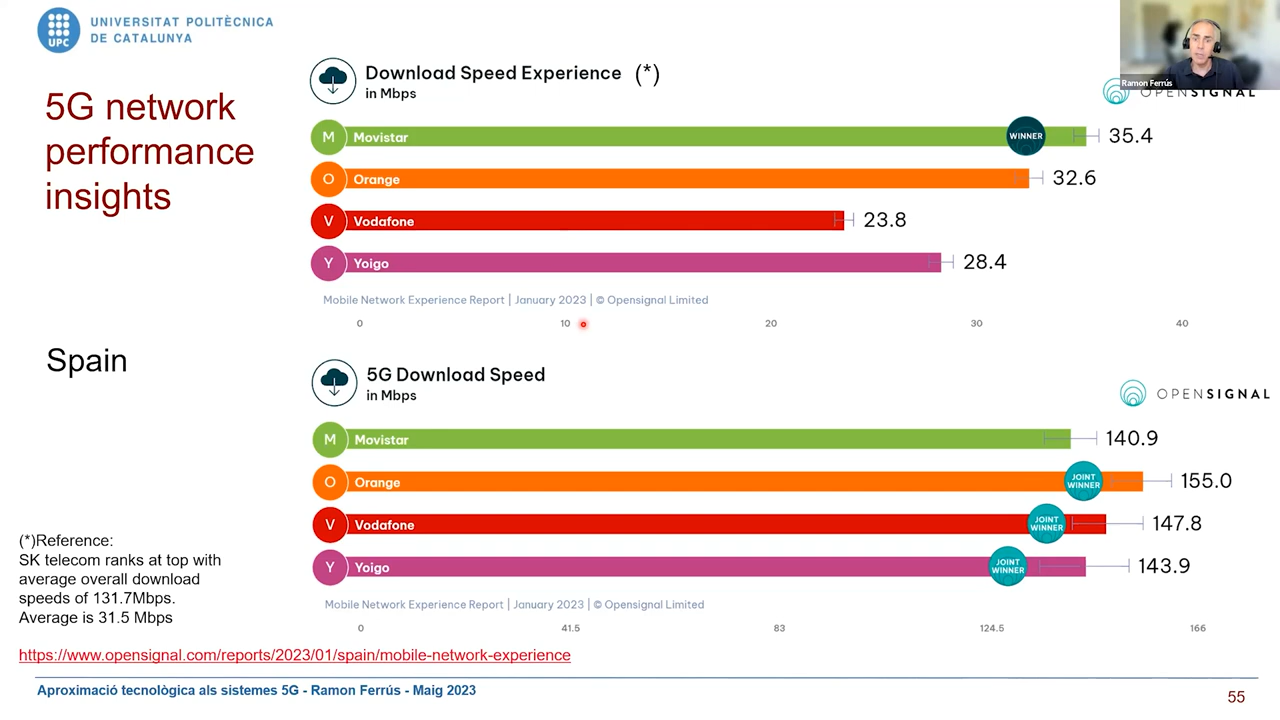 UNIVERSITAT POLITÈCNICA
DE CATALUNYA
UPC
5G network
performance
insights
Spain
Download Speed Experience (*)
in Mbps
Ramon Ferrús
OPENSIGNAL
M Movistar WINNER 35.4
O Orange 32.6
V Vodafone 23.8
Y Yoigo 28.4
Mobile Network Experience Report | January 2023 | © Opensignal Limited
0 10 20 30 40
5G Download Speed
in Mbps
OPENSIGNAL
M Movistar 140.9
O Orange JOINT WINNER 155.0
V Vodafone JOINT WINNER 147.8
Y Yoigo JOINT WINNER 143.9
Mobile Network Experience Report | January 2023 | © Opensignal Limited
0 41.5 83 124.5 166
(*)Reference:
SK telecom ranks at top with
average overall download
speeds of 131.7Mbps.
Average is 31.5 Mbps
https://www.opensignal.com/reports/2023/01/spain/mobile-network-experience
Aproximació tecnològica als sistemes 5G - Ramon Ferrús - Maig 2023
55